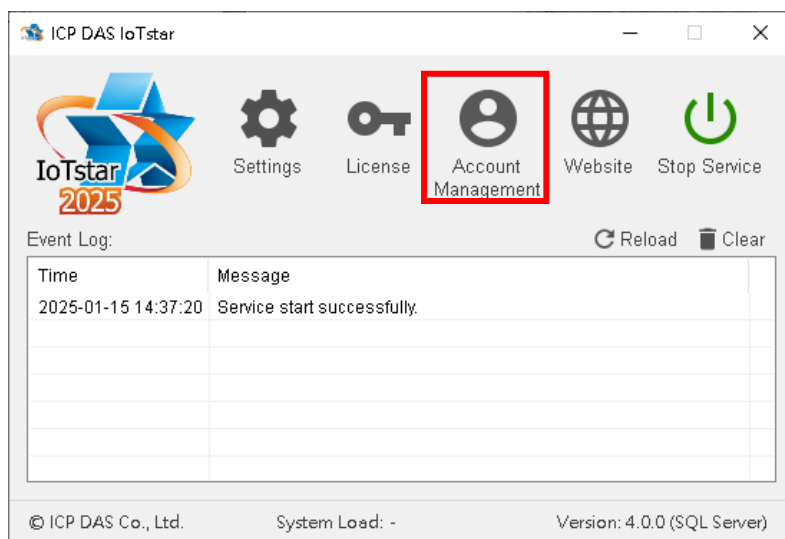 ICP DAS IoTstar
IoTstar
2025
Settings
License
Account
Management
Website
Stop Service
Event Log:
Reload
Clear
Time Message
2025-01-15 14:37:20 Service start successfully.
© ICP DAS Co., Ltd. System Load: - Version: 4.0.0 (SQL Server)